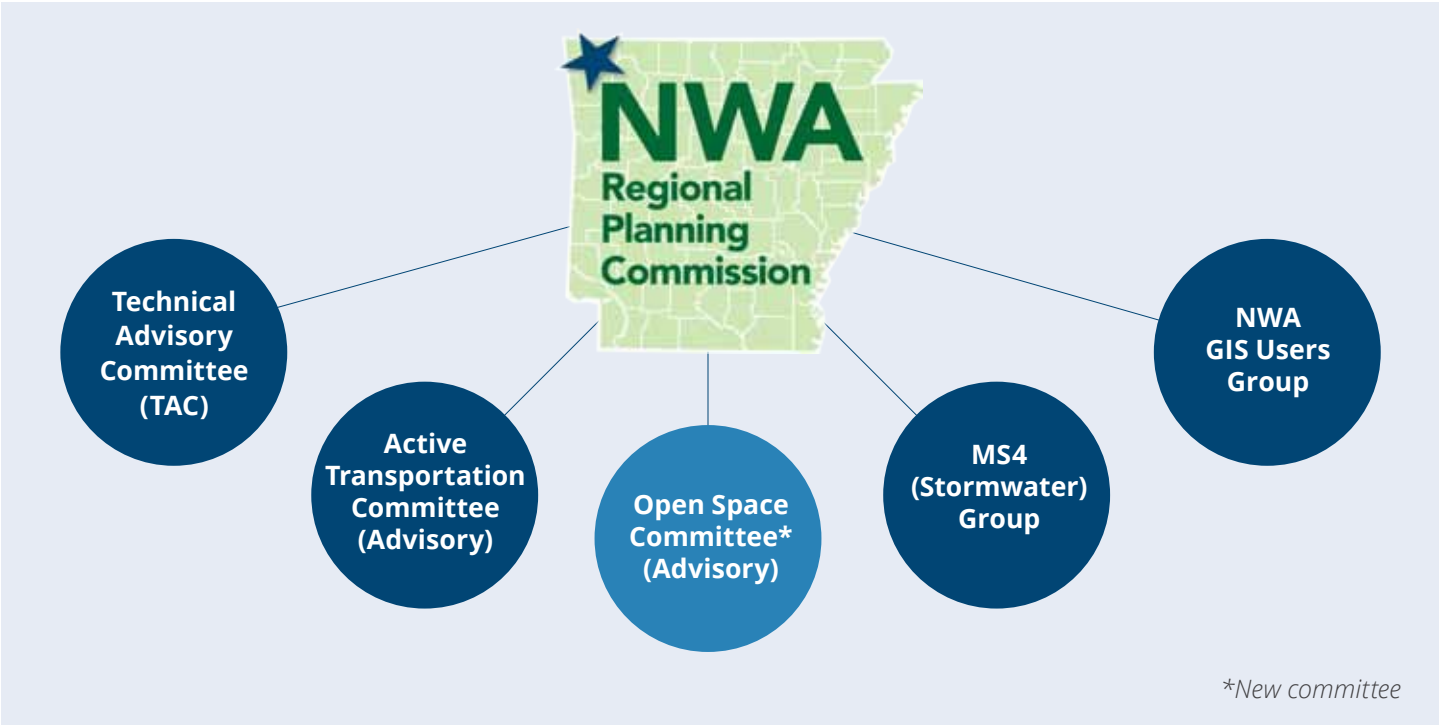 NWA
Regional
Planning
Commission
Technical
Advisory
Committee
(TAC)
Active
Transportation
Committee
(Advisory)
Open Space
Committee*
(Advisory)
MS4
(Stormwater)
Group
NWA
GIS Users
Group
*New committee